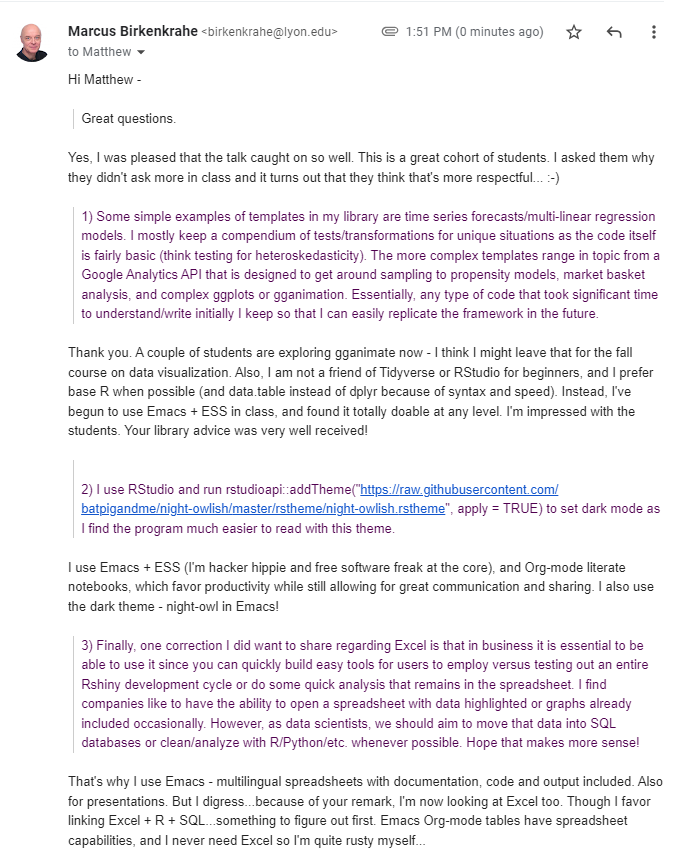 Marcus Birkenkrahe <birkenkrahe@lyon.edu> 1:51 PM (0 minutes ago)
to Matthew
Hi Matthew -
Great questions.
Yes, I was pleased that the talk caught on so well. This is a great cohort of students. I asked them why
they didn't ask more in class and it turns out that they think that's more respectful... :-)
1) Some simple examples of templates in my library are time series forecasts/multi-linear regression
models. I mostly keep a compendium of tests/transformations for unique situations as the code itself
is fairly basic (think testing for heteroskedasticity). The more complex templates range in topic from a
Google Analytics API that is designed to get around sampling to propensity models, market basket
analysis, and complex ggplots or gganimation. Essentially, any type of code that took significant time
to understand/write initially I keep so that I can easily replicate the framework in the future.
Thank you. A couple of students are exploring gganimate now - I think I might leave that for the fall
course on data visualization. Also, I am not a friend of Tidyverse or RStudio for beginners, and I prefer
base R when possible (and data.table instead of dplyr because of syntax and speed). Instead, I've
begun to use Emacs + ESS in class, and found it totally doable at any level. I'm impressed with the
students. Your library advice was very well received!
2) I use RStudio and run rstudioapi::addTheme("https://raw.githubusercontent.com/
batpigandme/night-owlish/master/rstheme/night-owlish.rstheme", apply = TRUE) to set dark mode as
I find the program much easier to read with this theme.
I use Emacs + ESS (I'm hacker hippie and free software freak at the core), and Org-mode literate
notebooks, which favor productivity while still allowing for great communication and sharing. I also use
the dark theme - night-owl in Emacs!
3) Finally, one correction I did want to share regarding Excel is that in business it is essential to be
able to use it since you can quickly build easy tools for users to employ versus testing out an entire
Rshiny development cycle or do some quick analysis that remains in the spreadsheet. I find
companies like to have the ability to open a spreadsheet with data highlighted or graphs already
included occasionally. However, as data scientists, we should aim to move that data into SQL
databases or clean/analyze with R/Python/etc. whenever possible. Hope that makes more sense!
That's why I use Emacs - multilingual spreadsheets with documentation, code and output included. Also
for presentations. But I digress...because of your remark, I'm now looking at Excel too. Though I favor
linking Excel + R + SQL...something to figure out first. Emacs Org-mode tables have spreadsheet
capabilities, and I never need Excel so I'm quite rusty myself...